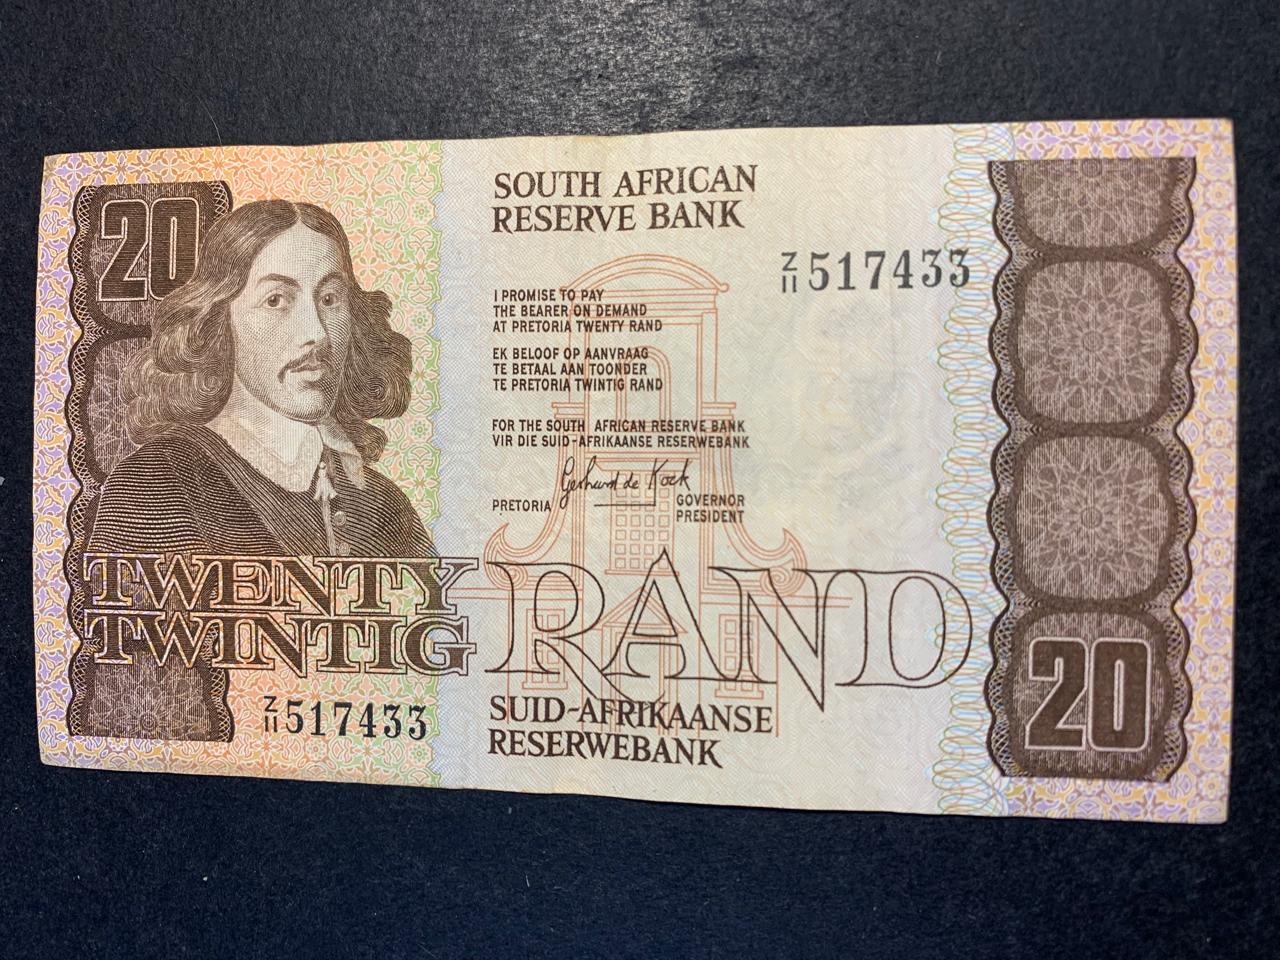 20
SOUTH AFRICAN
RESERVE BANK
Z/11 517433
I PROMISE TO PAY
THE BEARER ON DEMAND
AT PRETORIA TWENTY RAND
EK BELOOF OP AANVRAAG
TE BETAAL AAN TOONDER
TE PRETORIA TWINTIG RAND
FOR THE SOUTH AFRICAN RESERVE BANK
VIR DIE SUID-AFRIKAANSE RESERWEBANK
Gerhard de Kock
PRETORIA GOVERNOR
PRESIDENT
TWENTY
TWINTIG
RAND
Z/11 517433
SUID-AFRIKAANSE
RESERWEBANK
20